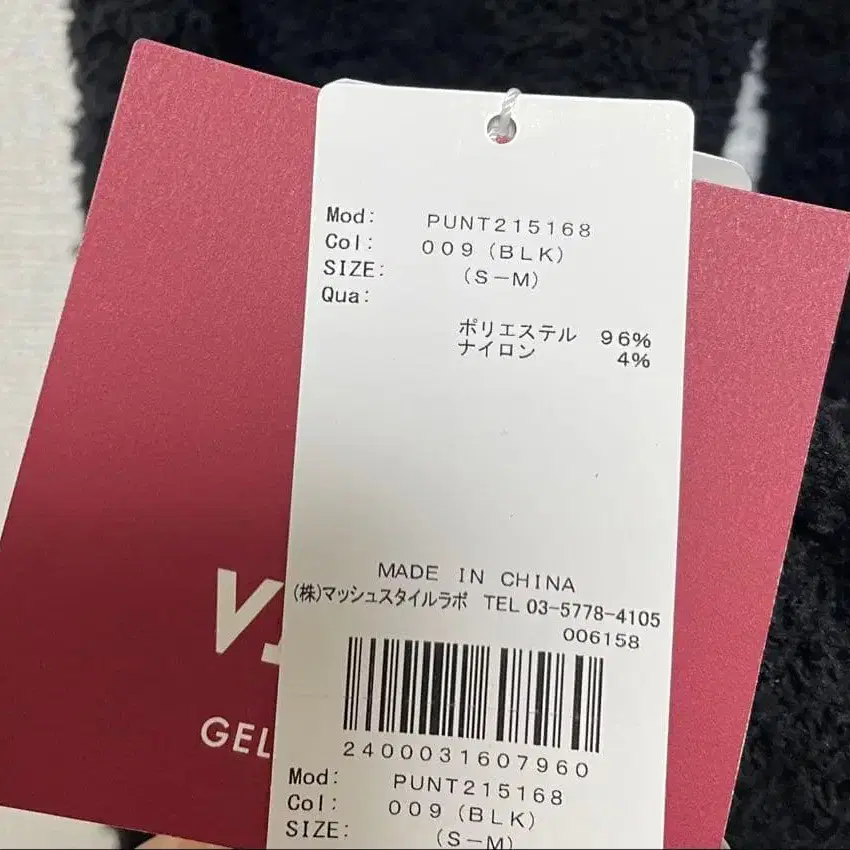 Mod: PUNT215168
Col: 009 (BLK)
SIZE: (S-M)
Qua:
ポリエステル 96%
ナイロン 4%
MADE IN CHINA
(株)マッシュスタイルラボ TEL 03-5778-4105
006158
2400031607960
Mod: PUNT215168
Col: 009 (BLK)
SIZE: (S-M)
GEL